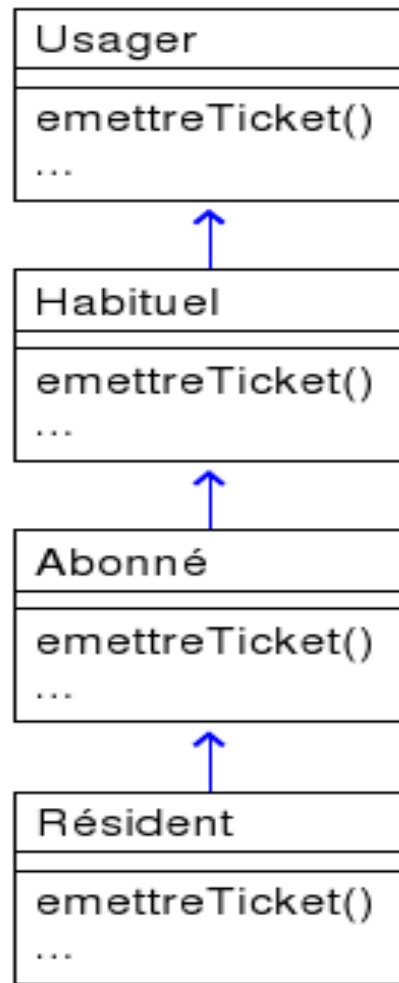 Usager
emettreTicket()
...
Habituel
emettreTicket()
...
Abonné
emettreTicket()
...
Résident
emettreTicket()
...